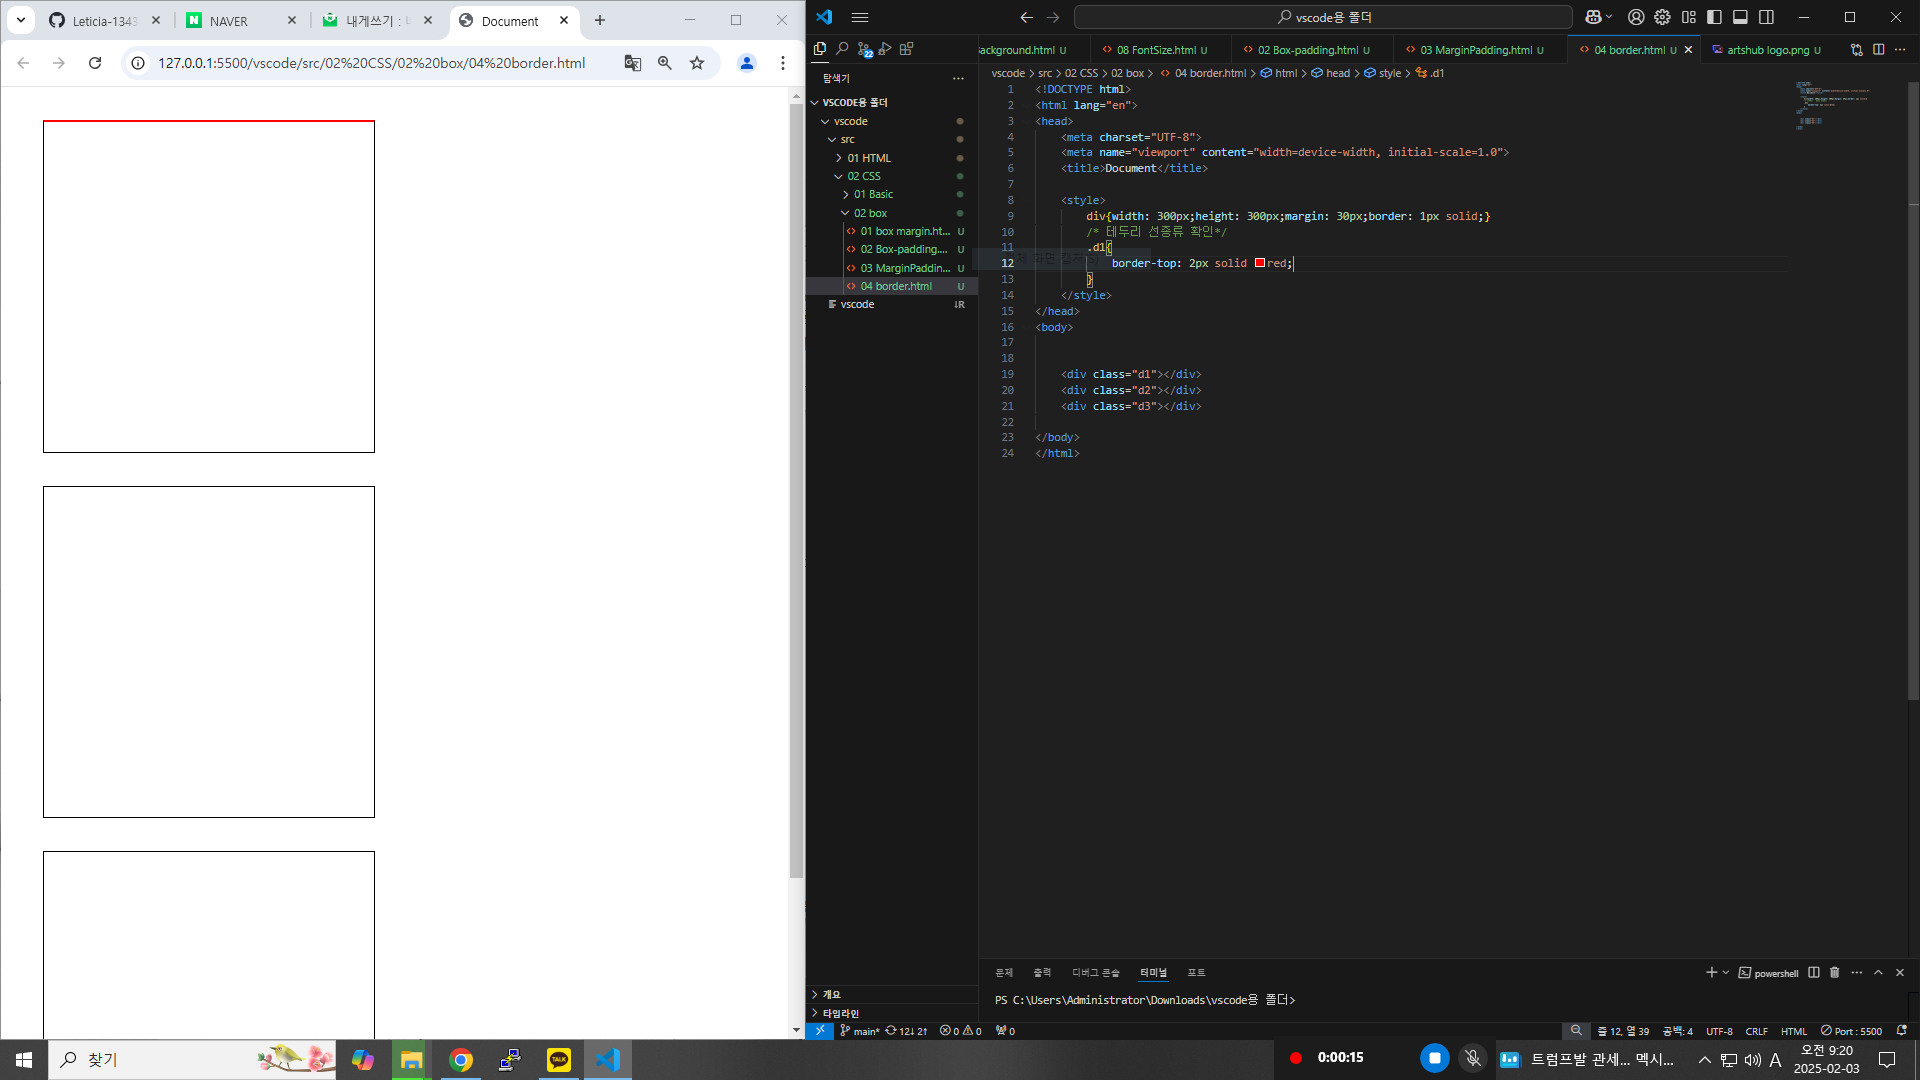 Leticia-1343
NAVER
내게쓰기 :
Document
127.0.0.1:5500/vscode/src/02%20CSS/02%20box/04%20border.html
vscode용 폴더
탐색기
VSCODE용 폴더
vscode
src
01 HTML
02 CSS
01 Basic
02 box
01 box margin.ht... U
02 Box-padding.... U
03 MarginPaddin... U
04 border.html U
vscode
개요
타임라인
ackground.html U
08 FontSize.html U
02 Box-padding.html U
03 MarginPadding.html U
04 border.html U
artshub logo.png U
vscode > src > 02 CSS > 02 box > 04 border.html > html > head > style > .d1
1 <!DOCTYPE html>
2 <html lang="en">
3 <head>
4 <meta charset="UTF-8">
5 <meta name="viewport" content="width=device-width, initial-scale=1.0">
6 <title>Document</title>
7
8 <style>
9 div{width: 300px;height: 300px;margin: 30px;border: 1px solid;}
10 /* 테두리 선종류 확인*/
11 .d1{
12 border-top: 2px solid red;
13 }
14 </style>
15 </head>
16 <body>
17
18
19 <div class="d1"></div>
20 <div class="d2"></div>
21 <div class="d3"></div>
22
23 </body>
24 </html>
문제 출력 디버그 콘솔 터미널 포트
powershell
PS C:\Users\Administrator\Downloads\vscode용 폴더>
main* 12↓ 2↑ 0 0 0
줄 12, 열 39 공백: 4 UTF-8 CRLF HTML Port : 5500
찾기
TALK
0:00:15
트럼프발 관세... 멕시...
A
오전 9:20
2025-02-03